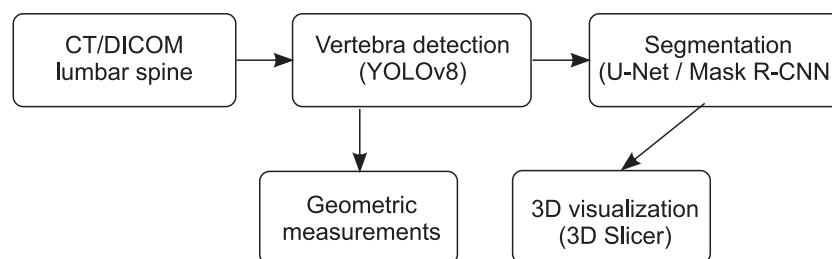 CT/DICOM
lumbar spine
Vertebra detection
(YOLOv8)
Segmentation
(U-Net / Mask R-CNN
Geometric
measurements
3D visualization
(3D Slicer)